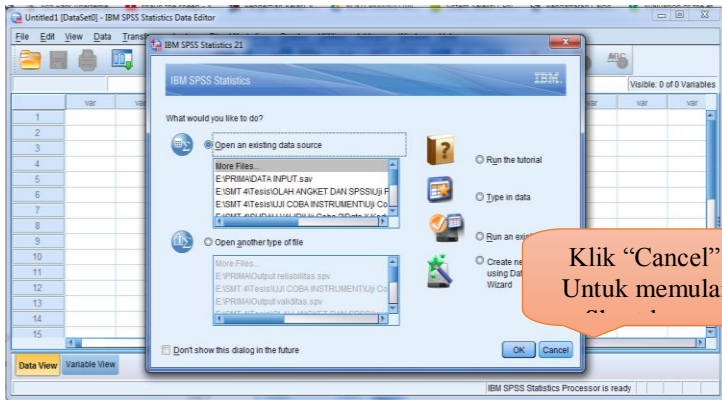 Untitled1 [DataSet0] - IBM SPSS Statistics Data Editor
File Edit View Data
IBM SPSS Statistics 21
Visible: 0 of 0 Variables
IBM SPSS Statistics
IBM.
var var var
1
2
3
4
5
6
7
8
9
10
11
12
13
14
15
What would you like to do?
Open an existing data source
More Files...
E:\PRIMA\DATA INPUT.sav
E:\SMT 4\Tesis\OLAH ANGKET DAN SPSS\Uji
E:\SMT 4\Tesis\UJI COBA INSTRUMENT\Uji Co
Open another type of file
More Files...
E:\PRIMA\Output reliabilitas.spv
E:\SMT 4\Tesis\UJI COBA INSTRUMENT\Uji Co
E:\PRIMA\Output validitas.spv
Run the tutorial
Type in data
Run an
Create
using
Wizard
Klik “Cancel”
Untuk memulai
Don't show this dialog in the future
OK Cancel
Data View Variable View
IBM SPSS Statistics Processor is ready